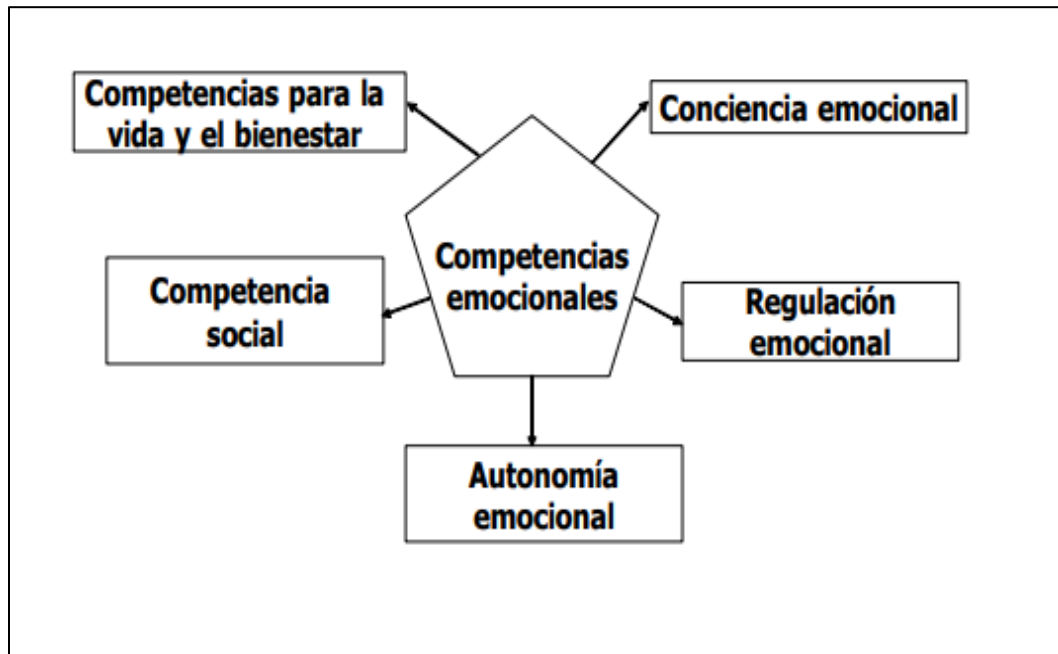 Competencias para la
vida y el bienestar
Conciencia emocional
Competencias
emocionales
Competencia
social
Regulación
emocional
Autonomía
emocional